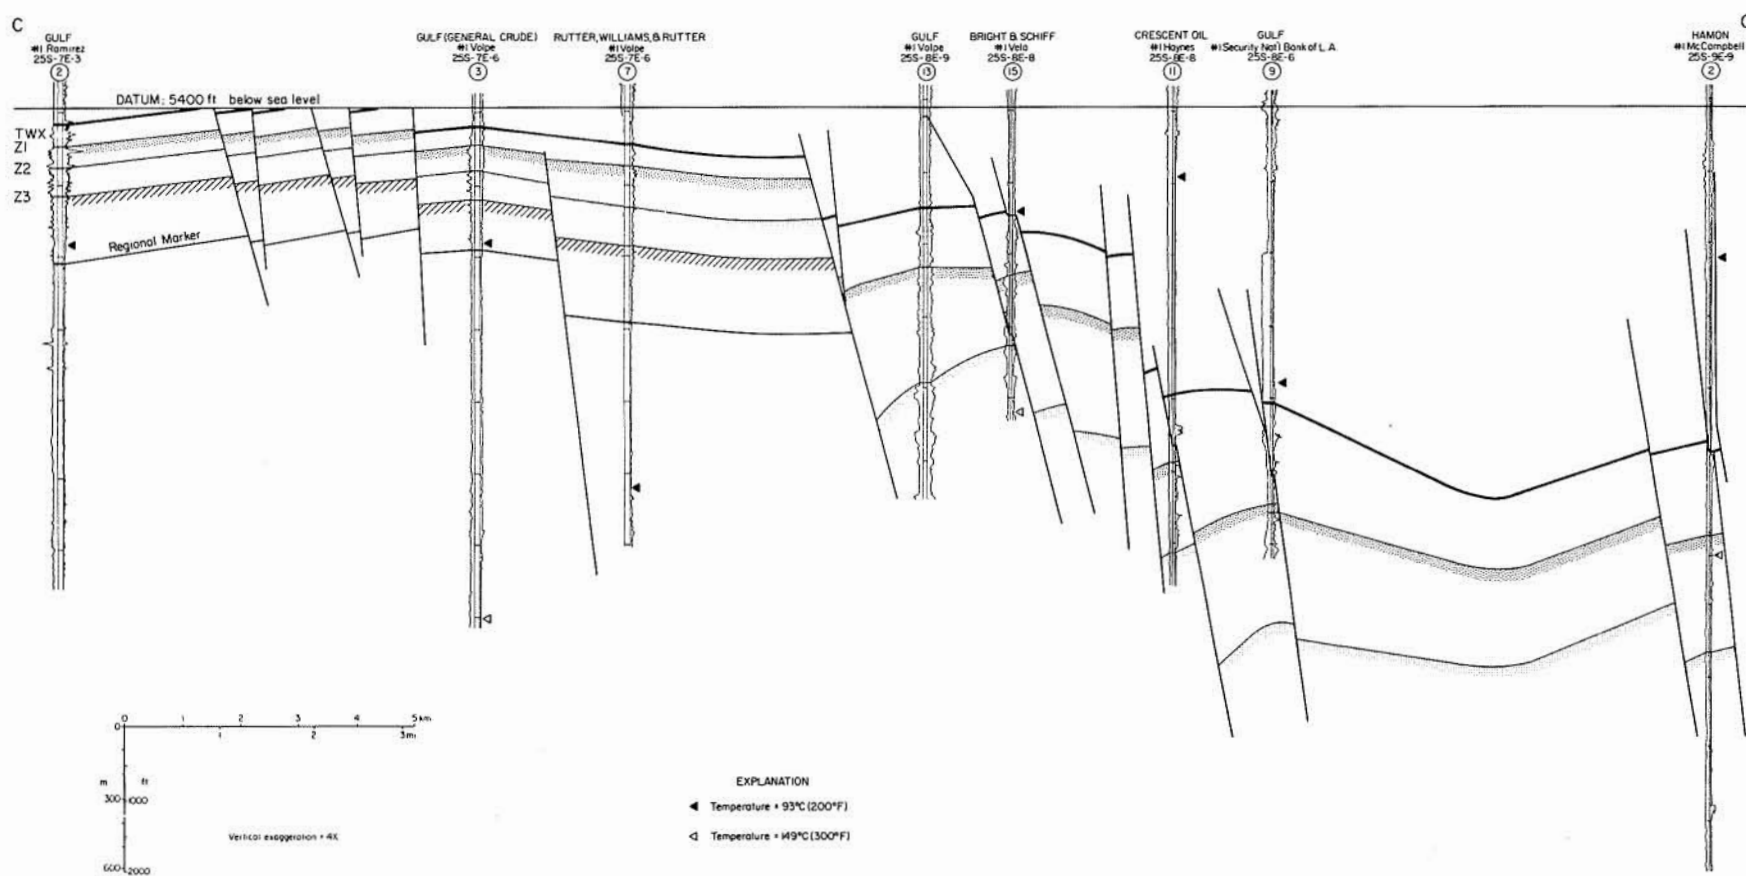 C
GULF
#1 Ramirez
25S-7E-3
2
GULF (GENERAL CRUDE)
#1 Volpe
25S-7E-6
3
RUTTER, WILLIAMS, & RUTTER
#1 Volpe
25S-7E-6
7
GULF
#1 Volpe
25S-8E-9
13
BRIGHT & SCHIFF
#1 Vela
25S-8E-8
15
CRESCENT OIL
#1 Haynes
25S-8E-8
11
GULF
#1 Security Nat'l Bank of L.A.
25S-8E-6
9
HAMON
#1 McCampbell
25S-9E-9
2
DATUM: 5400 ft below sea level
TWX
Z1
Z2
Z3
Regional Marker
0 1 2 3 4 5 km
0
1 2 3 mi
m ft
300 1000
600 2000
Vertical exaggeration = 4X
EXPLANATION
Temperature = 93°C (200°F)
Temperature = 149°C (300°F)